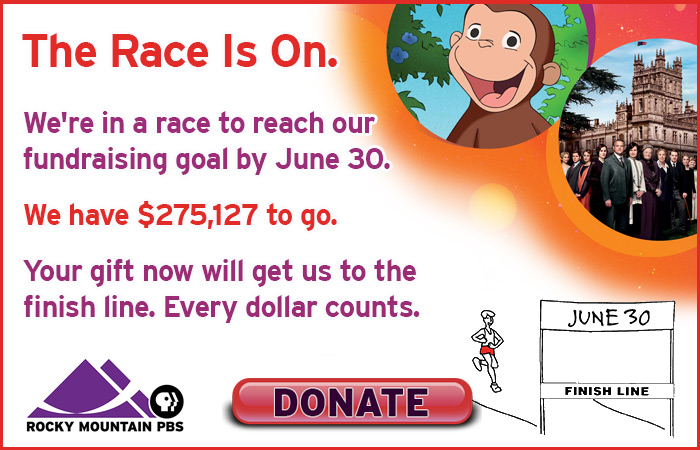 The Race Is On.
We're in a race to reach our
fundraising goal by June 30.
We have $275,127 to go.
Your gift now will get us to the
finish line. Every dollar counts.
JUNE 30
FINISH LINE
DONATE
ROCKY MOUNTAIN PBS